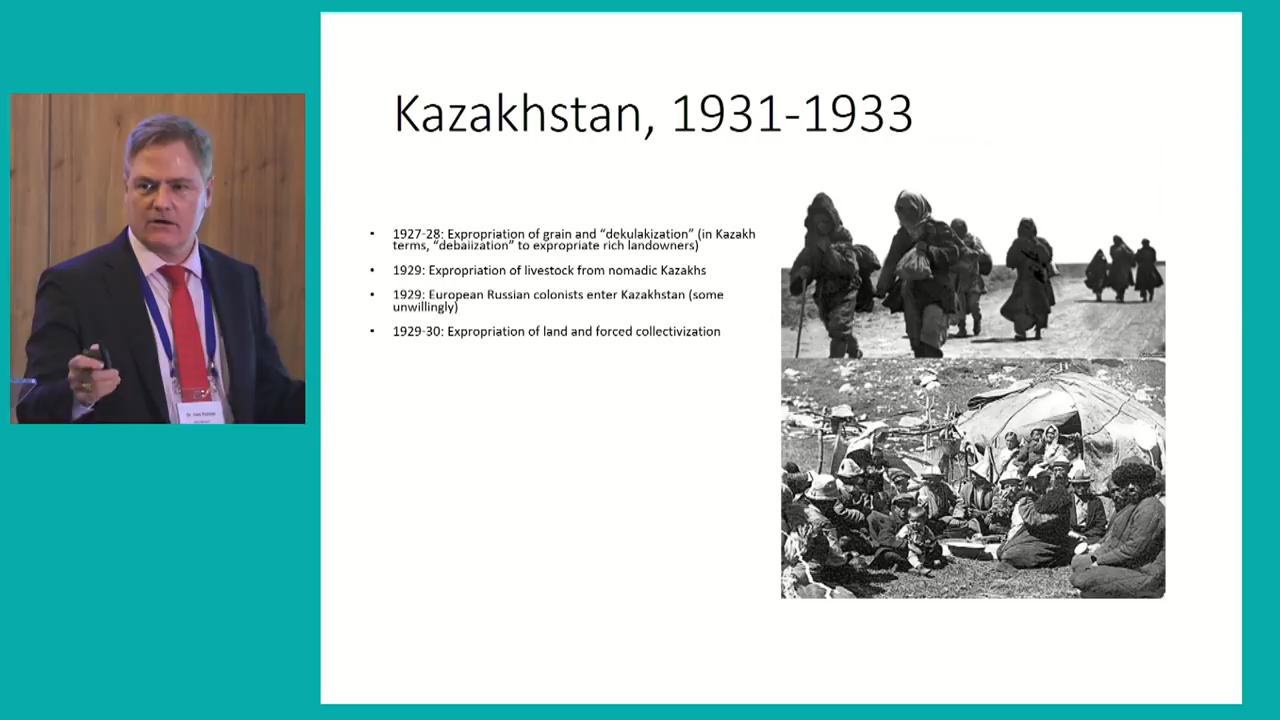 Kazakhstan, 1931-1933
• 1927-28: Expropriation of grain and “dekulakization” (in Kazakh
terms, “debaiization” to expropriate rich landowners)
• 1929: Expropriation of livestock from nomadic Kazakhs
• 1929: European Russian colonists enter Kazakhstan (some
unwillingly)
• 1929-30: Expropriation of land and forced collectivization
Dr.